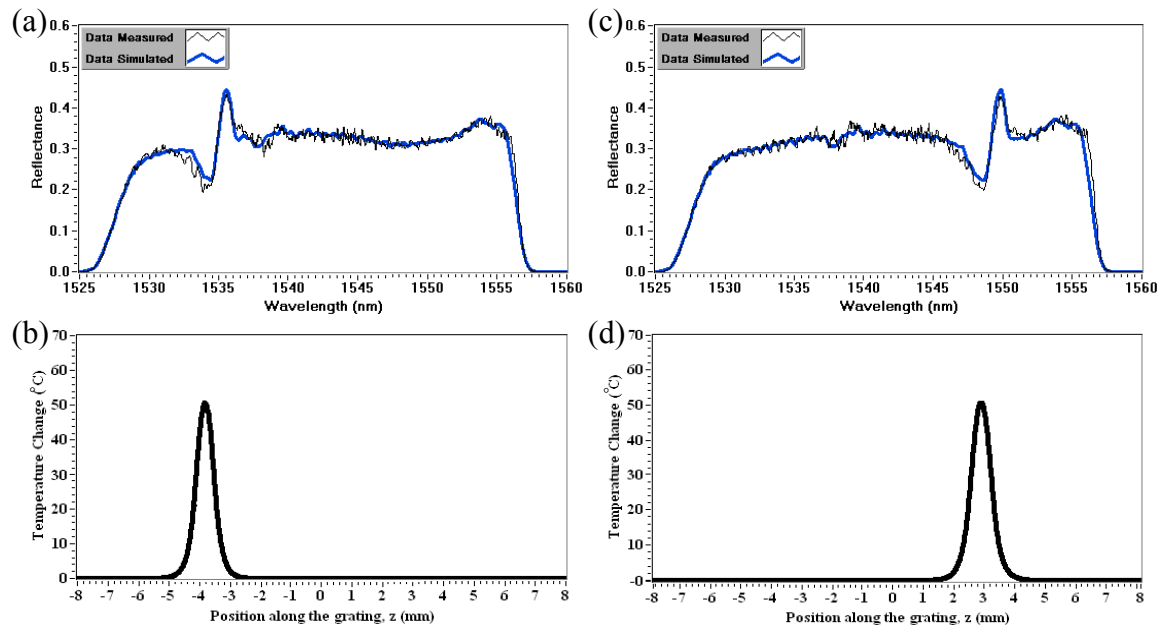 (a)
Data Measured
Data Simulated
0.6
0.5
0.4
0.3
0.2
0.1
0.0
Reflectance
1525 1530 1535 1540 1545 1550 1555 1560
Wavelength (nm)
(c)
Data Measured
Data Simulated
0.6
0.5
0.4
0.3
0.2
0.1
0.0
Reflectance
1525 1530 1535 1540 1545 1550 1555 1560
Wavelength (nm)
(b)
70
60
50
40
30
20
10
0
Temperature Change (°C)
-8 -7 -6 -5 -4 -3 -2 -1 0 1 2 3 4 5 6 7 8
Position along the grating, z (mm)
(d)
70
60
50
40
30
20
10
-0
Temperature Change (°C)
-8 -7 -6 -5 -4 -3 -2 -1 0 1 2 3 4 5 6 7 8
Position along the grating, z (mm)